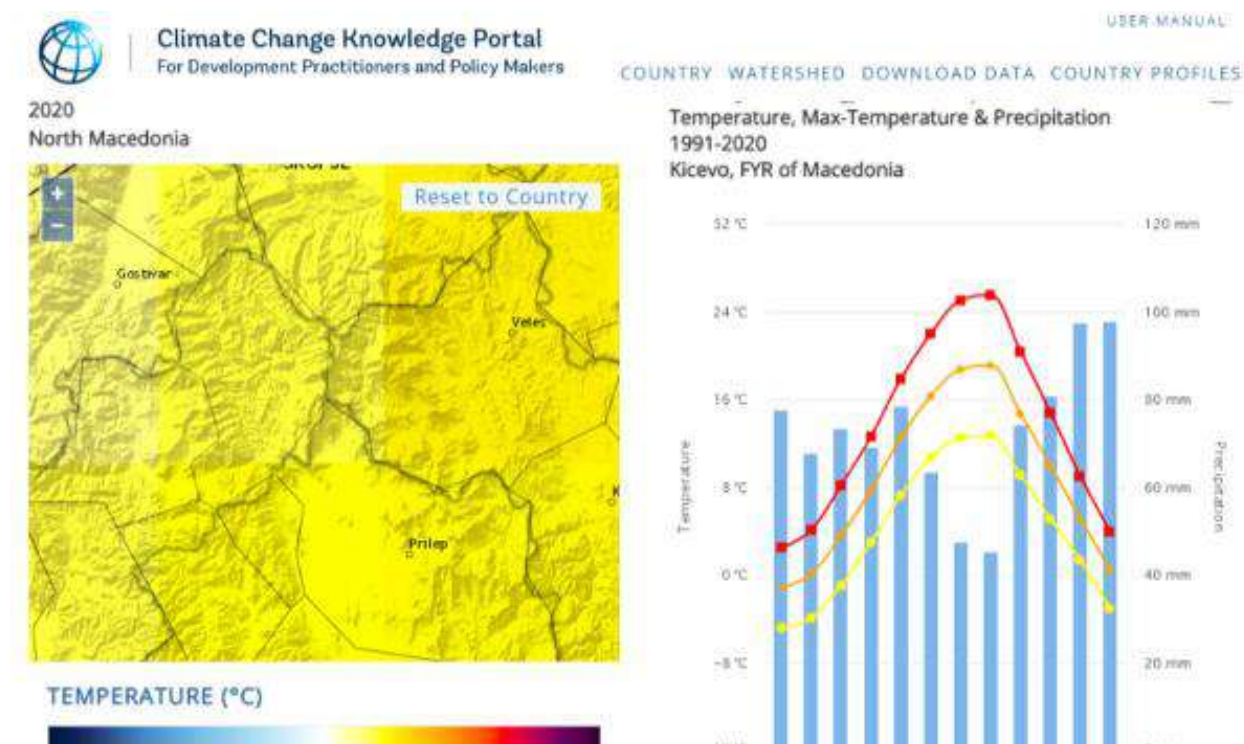 Climate Change Knowledge Portal
For Development Practitioners and Policy Makers
USER MANUAL
COUNTRY WATERSHED DOWNLOAD DATA COUNTRY PROFILES
2020
North Macedonia
+
Reset to Country
−
Gostivar
Veles
Prilep
TEMPERATURE (°C)
Temperature, Max-Temperature & Precipitation
1991-2020
Kicevo, FYR of Macedonia
24 °C
16 °C
8 °C
0 °C
-8 °C
Temperature
120 mm
100 mm
80 mm
60 mm
40 mm
20 mm
Precipitation